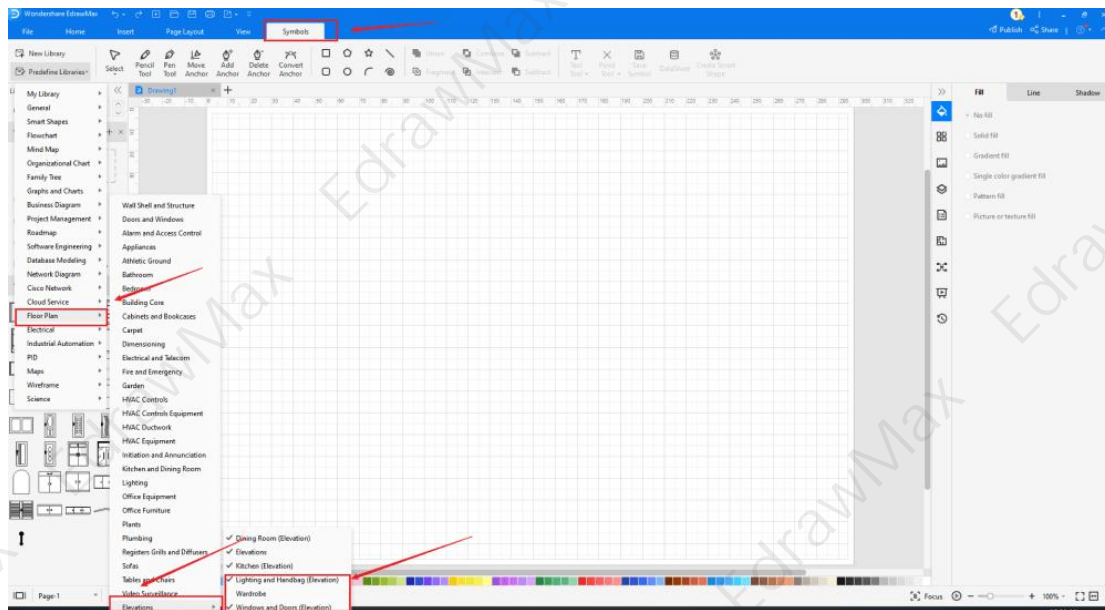 Wondershare EdrawMax
File Home Insert Page Layout View Symbols
Publish Share
New Library
Predefine Libraries
Select
Pencil Tool
Pen Tool
Move Anchor
Add Anchor
Delete Anchor
Convert Anchor
Subtract
Fragment
Subtract
Text Tool
Save Symbol
Create Smart Shape
Drawing1
My Library
General
Smart Shapes
Flowchart
Mind Map
Organizational Chart
Family Tree
Graphs and Charts
Business Diagram
Project Management
Roadmap
Software Engineering
Database Modeling
Network Diagram
Cisco Network
Cloud Service
Floor Plan
Electrical
Industrial Automation
PID
Maps
Wireframe
Science
Wall Shell and Structure
Doors and Windows
Alarm and Access Control
Appliances
Athletic Ground
Bathroom
Bedroom
Building Core
Cabinets and Bookcases
Carpet
Dimensioning
Electrical and Telecom
Fire and Emergency
Garden
HVAC Controls
HVAC Controls Equipment
HVAC Ductwork
HVAC Equipment
Initiation and Annunciation
Kitchen and Dining Room
Lighting
Office Equipment
Office Furniture
Plants
Plumbing
Registers Grills and Diffusers
Sofas
Tables and Chairs
Video Surveillance
Elevations
Dining Room (Elevation)
Elevations
Kitchen (Elevation)
Lighting and Handbag (Elevation)
Wardrobe
Windows and Doors (Elevation)
Fill Line Shadow
No fill
Solid fill
Gradient fill
Single color gradient fill
Pattern fill
Picture or texture fill
Page-1
Focus
100%
EdrawMax
EdrawMax
EdrawMax